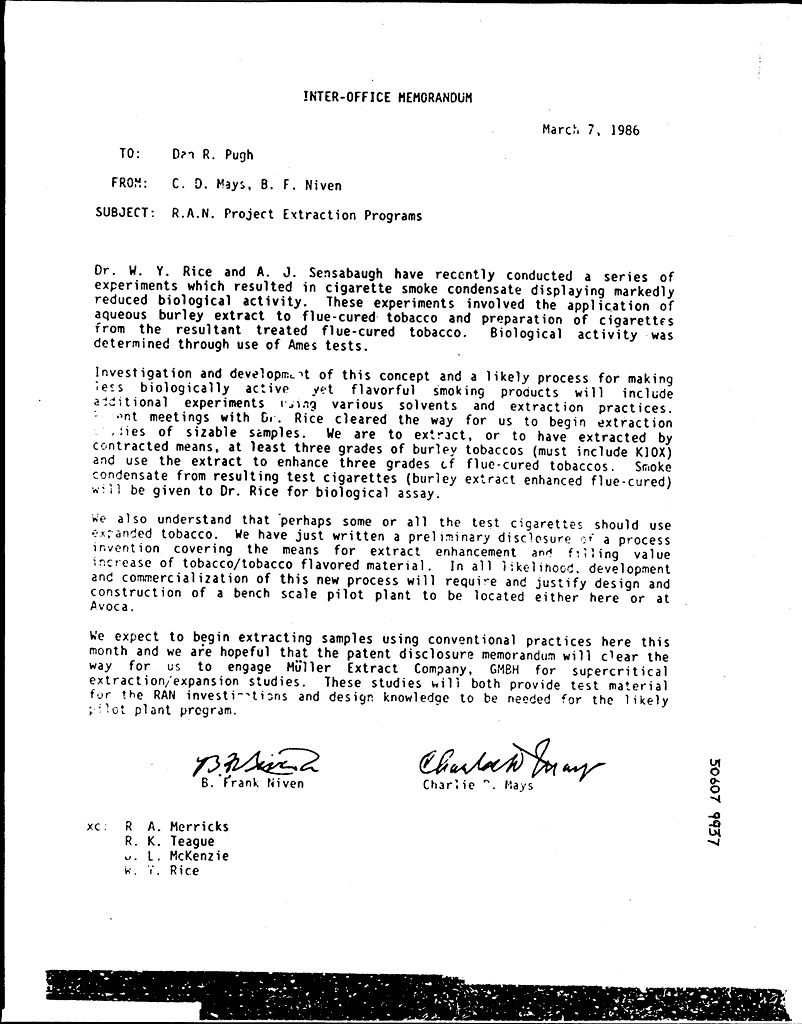 INTER-OFFICE MEMORANDUM
March 7, 1986
TO: Dan R. Pugh
FROM: C. D. Mays, B. F. Niven
SUBJECT: R.A.N. Project Extraction Programs
Dr. W. Y. Rice and A. J. Sensabaugh have recently conducted a series of
experiments which resulted in cigarette smoke condensate displaying markedly
reduced biological activity. These experiments involved the application of
aqueous burley extract to flue-cured tobacco and preparation of cigarettes
from the resultant treated flue-cured tobacco. Biological activity was
determined through use of Ames tests.
Investigation and development of this concept and a likely process for making
less biologically active yet flavorful smoking products will include
additional experiments using various solvents and extraction practices.
meetings with Dr. Rice cleared the way for us to begin extraction
of sizable samples. We are to extract, or to have extracted by
contracted means, at least three grades of burley tobaccos (must include K10X)
and use the extract to enhance three grades of flue-cured tobaccos. Smoke
condensate from resulting test cigarettes (burley extract enhanced flue-cured)
will be given to Dr. Rice for biological assay.
We also understand that perhaps some or all the test cigarettes should use
expanded tobacco. We have just written a preliminary disclosure of a process
invention covering the means for extract enhancement and filling value
increase of tobacco/tobacco flavored material. In all likelihood, development
and commercialization of this new process will require and justify design and
construction of a bench scale pilot plant to be located either here or at
Avoca.
We expect to begin extracting samples using conventional practices here this
month and we are hopeful that the patent disclosure memorandum will clear the
way for us to engage Müller Extract Company, GMBH for supercritical
extraction/expansion studies. These studies will both provide test material
for the RAN investigations and design knowledge to be needed for the likely
pilot plant program.
B. Frank Niven
Charlie D. Mays
xc: R. A. Merricks
R. K. Teague
L. McKenzie
W. Y. Rice
50607 9937